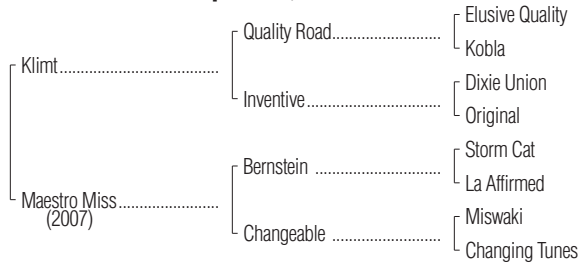 Elusive Quality
Quality Road
Kobla
Klimt
Dixie Union
Inventive
Original
Storm Cat
Bernstein
La Affirmed
Maestro Miss
(2007)
Miswaki
Changeable
Changing Tunes